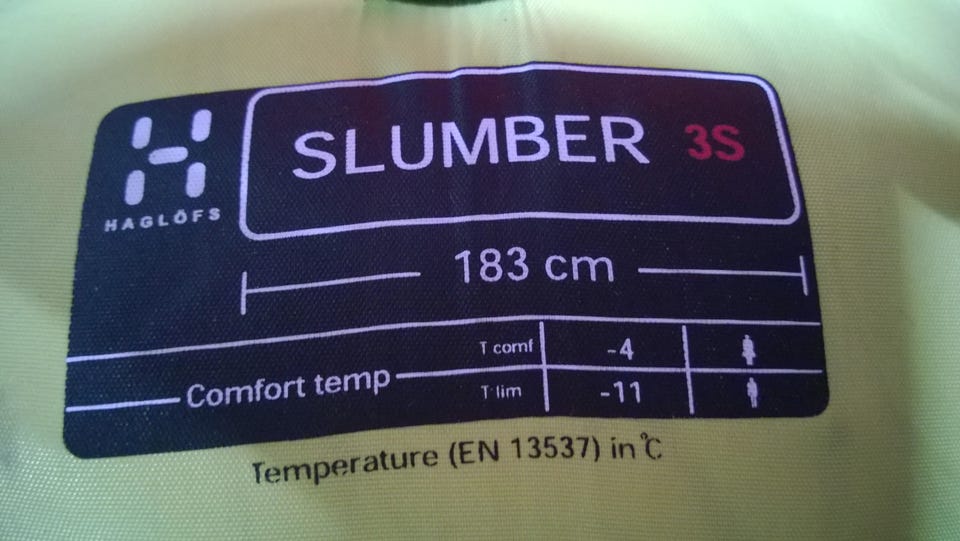 SLUMBER 3S
HAGLÖFS
183 cm
T comf -4
Comfort temp
T lim -11
Temperature (EN 13537) in °C